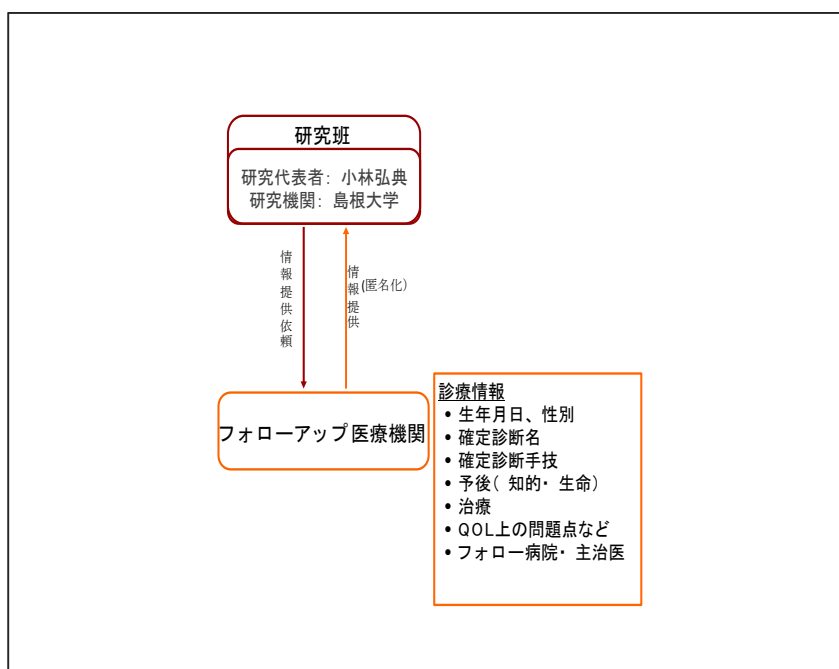 研究班
研究代表者: 小林弘典
研究機関: 島根大学
情報提供依頼
情報提供
(匿名化)
フォローアップ医療機関
診療情報
• 生年月日、性別
• 確定診断名
• 確定診断手技
• 予後( 知的・ 生命)
• 治療
• QOL上の問題点など
• フォロー病院・ 主治医